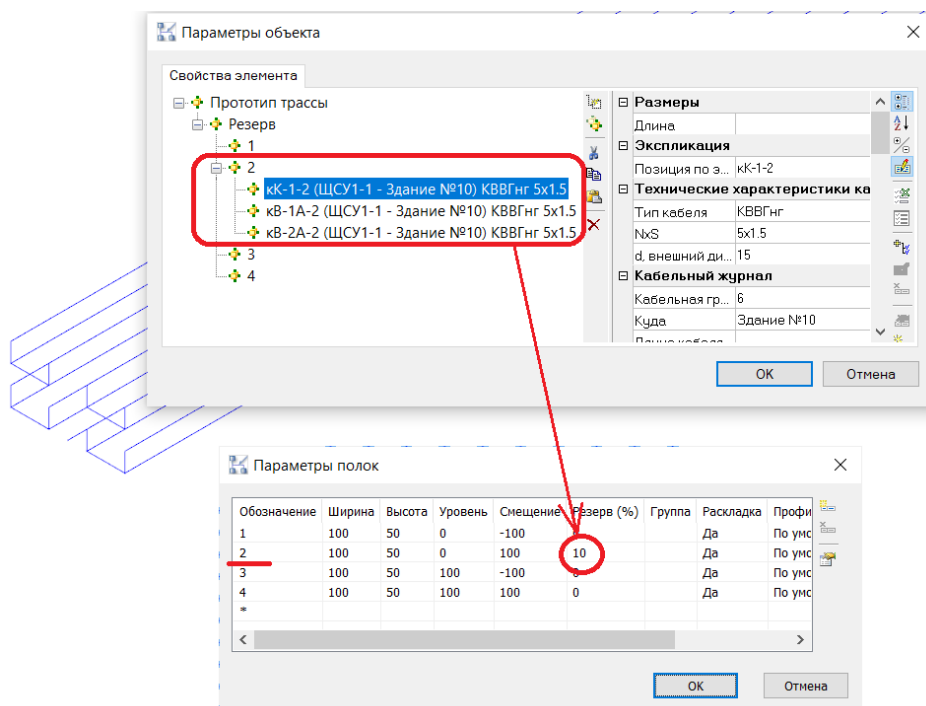 Параметры объекта
Свойства элемента
Прототип трассы
Резерв
1
2
кК-1-2 (ЩСУ1-1 - Здание №10) КВВГнг 5x1.5
кВ-1А-2 (ЩСУ1-1 - Здание №10) КВВГнг 5x1.5
кВ-2А-2 (ЩСУ1-1 - Здание №10) КВВГнг 5x1.5
3
4
Размеры
Длина
Экспликация
Позиция по э... кК-1-2
Технические характеристики ка
Тип кабеля КВВГнг
NxS 5x1.5
d, внешний ди... 15
Кабельный журнал
Кабельная гр... 6
Куда Здание №10
OK Отмена
Параметры полок
Обозначение Ширина Высота Уровень Смещение Резерв (%) Группа Раскладка Профи
1 100 50 0 -100 Да По умс
2 100 50 0 100 10 Да По умс
3 100 50 100 -100 Да По умс
4 100 50 100 100 0 Да По умс
*
OK Отмена